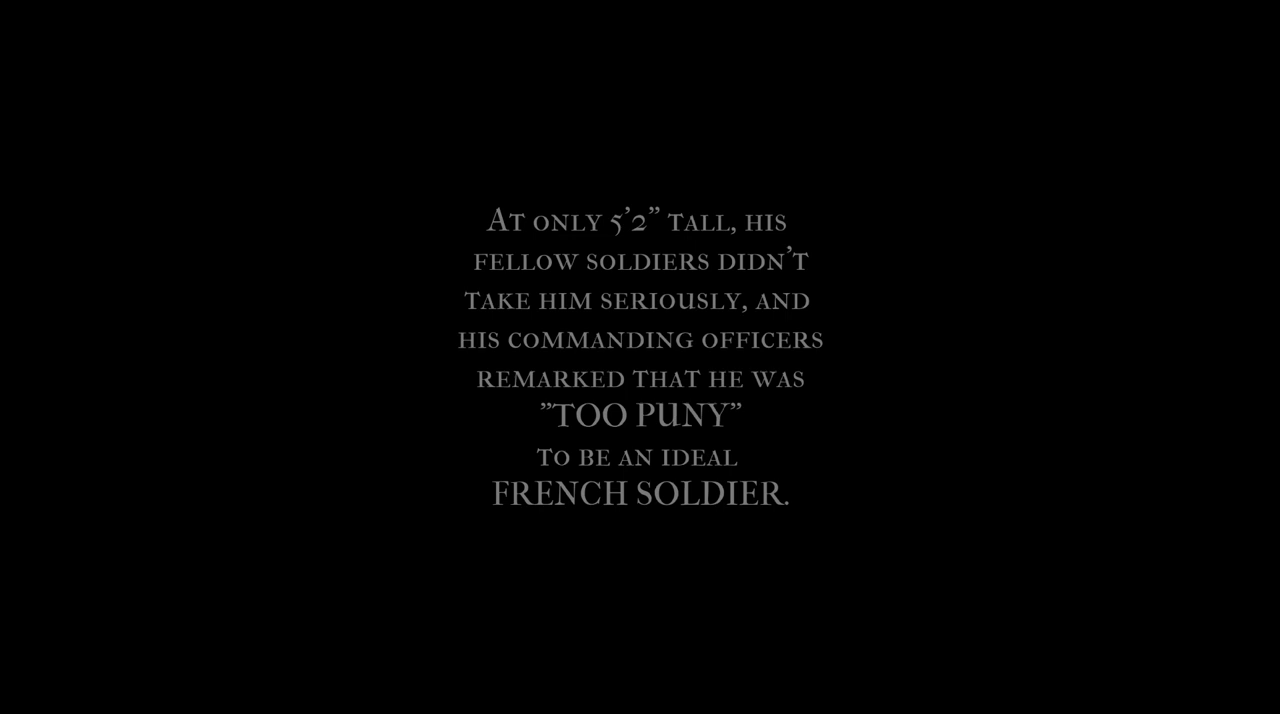 At only 5’2” tall, his
fellow soldiers didn’t
take him seriously, and
his commanding officers
remarked that he was
”TOO PUNY”
to be an ideal
FRENCH SOLDIER.